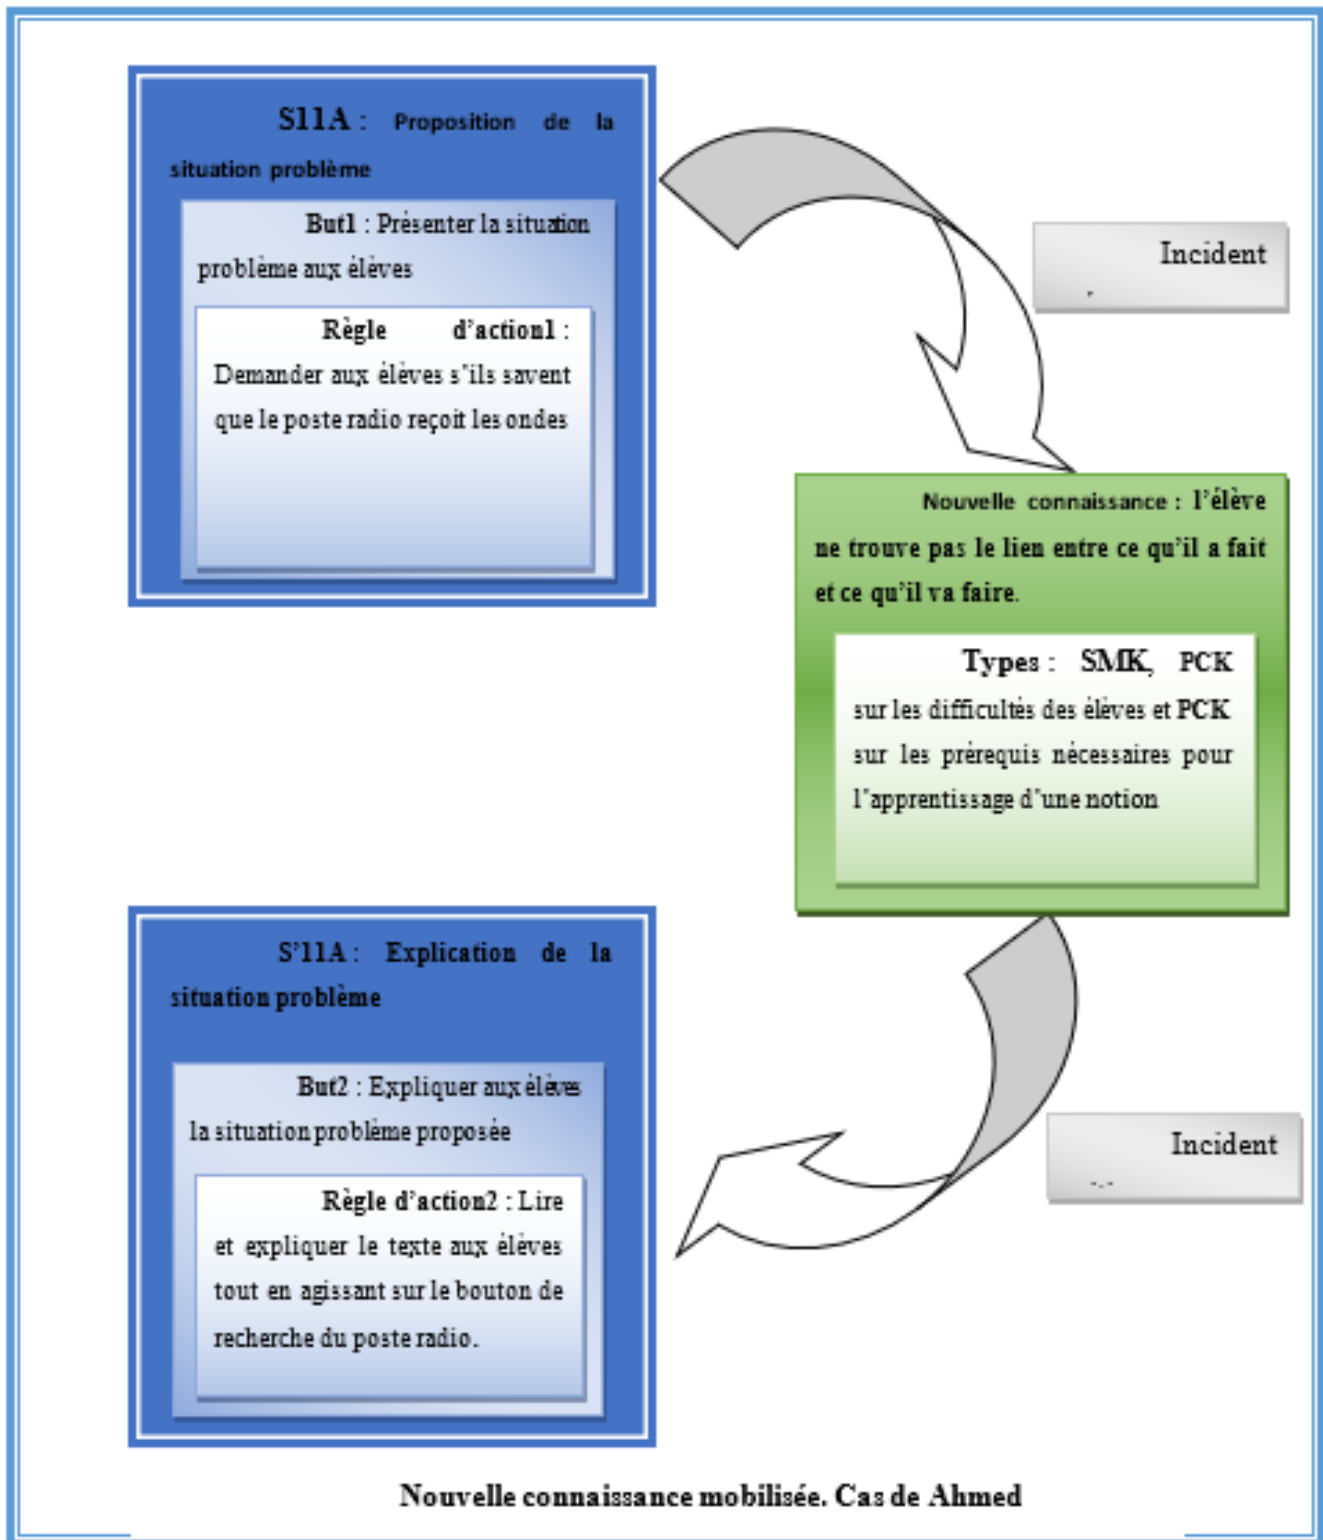 S11A : Proposition de la
situation problème
But1 : Présenter la situation
problème aux élèves
Règle d'action1 :
Demander aux élèves s'ils savent
que le poste radio reçoit les ondes
Incident
Nouvelle connaissance : l'élève
ne trouve pas le lien entre ce qu'il a fait
et ce qu'il va faire.
Types : SMK, PCK
sur les difficultés des élèves et PCK
sur les prérequis nécessaires pour
l'apprentissage d'une notion
S'11A : Explication de la
situation problème
But2 : Expliquer aux élèves
la situation problème proposée
Règle d'action2 : Lire
et expliquer le texte aux élèves
tout en agissant sur le bouton de
recherche du poste radio.
Incident
Nouvelle connaissance mobilisée. Cas de Ahmed